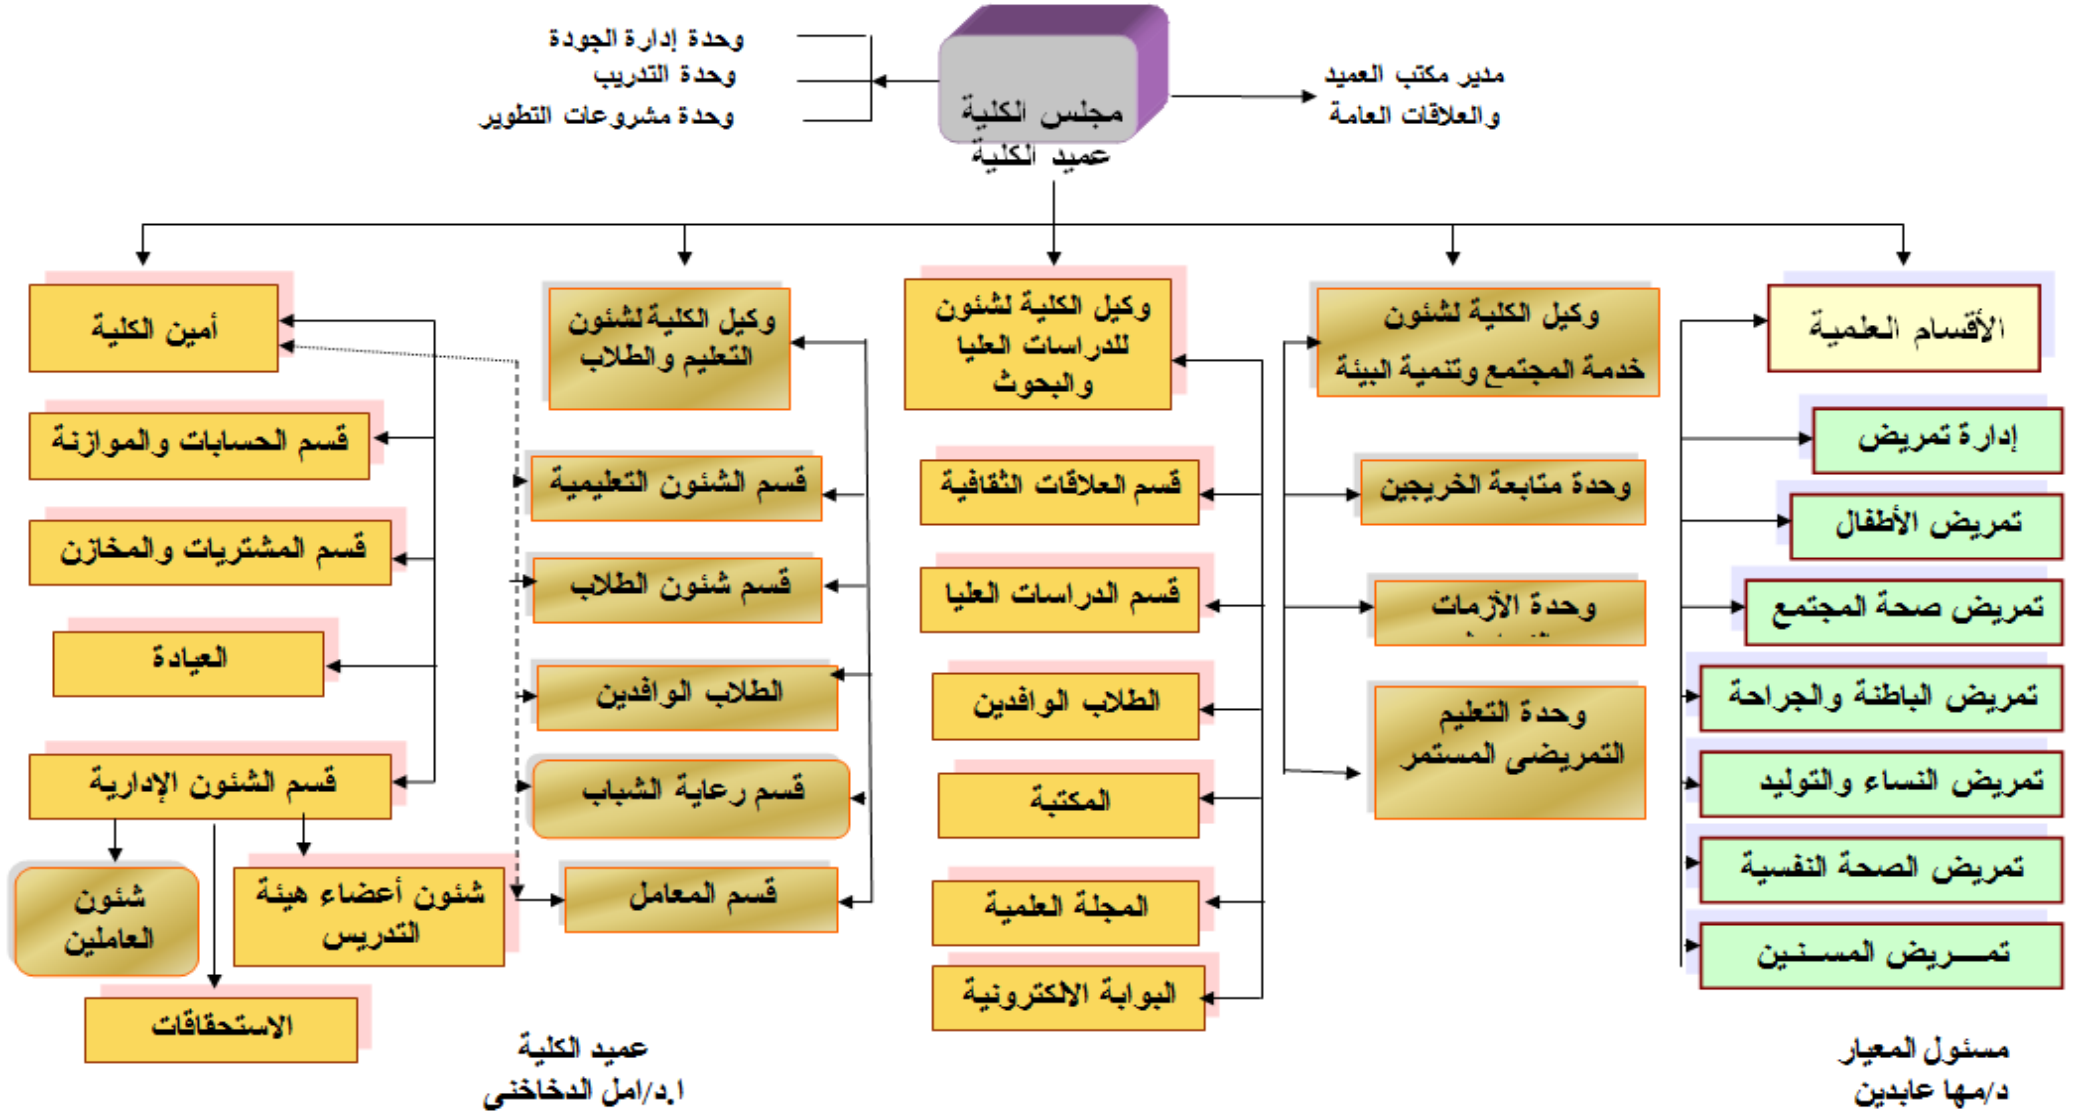 وحدة إدارة الجودة
وحدة التدريب
وحدة مشروعات التطوير
مجلس الكلية
عميد الكلية
مدير مكتب العميد
والعلاقات العامة
الأقسام العلمية
إدارة تمريض
تمريض الأطفال
تمريض صحة المجتمع
تمريض الباطنة والجراحة
تمريض النساء والتوليد
تمريض الصحة النفسية
تمـــريض المســنـين
وكيل الكلية لشئون
خدمة المجتمع وتنمية البيئة
وحدة متابعة الخريجين
وحدة الأزمات
وحدة التعليم
التمريضى المستمر
وكيل الكلية لشئون
للدراسات العليا
والبحوث
قسم العلاقات الثقافية
قسم الدراسات العليا
الطلاب الوافدين
المكتبة
المجلة العلمية
البوابة الالكترونية
وكيل الكلية لشئون
التعليم والطلاب
قسم الشئون التعليمية
قسم شئون الطلاب
الطلاب الوافدين
قسم رعاية الشباب
قسم المعامل
أمين الكلية
قسم الحسابات والموازنة
قسم المشتريات والمخازن
العيادة
قسم الشئون الإدارية
شئون أعضاء هيئة
التدريس
الاستحقاقات
شئون
العاملين
مسئول المعيار
د/مها عابدين
عميد الكلية
ا.د/امل الدخاخنى